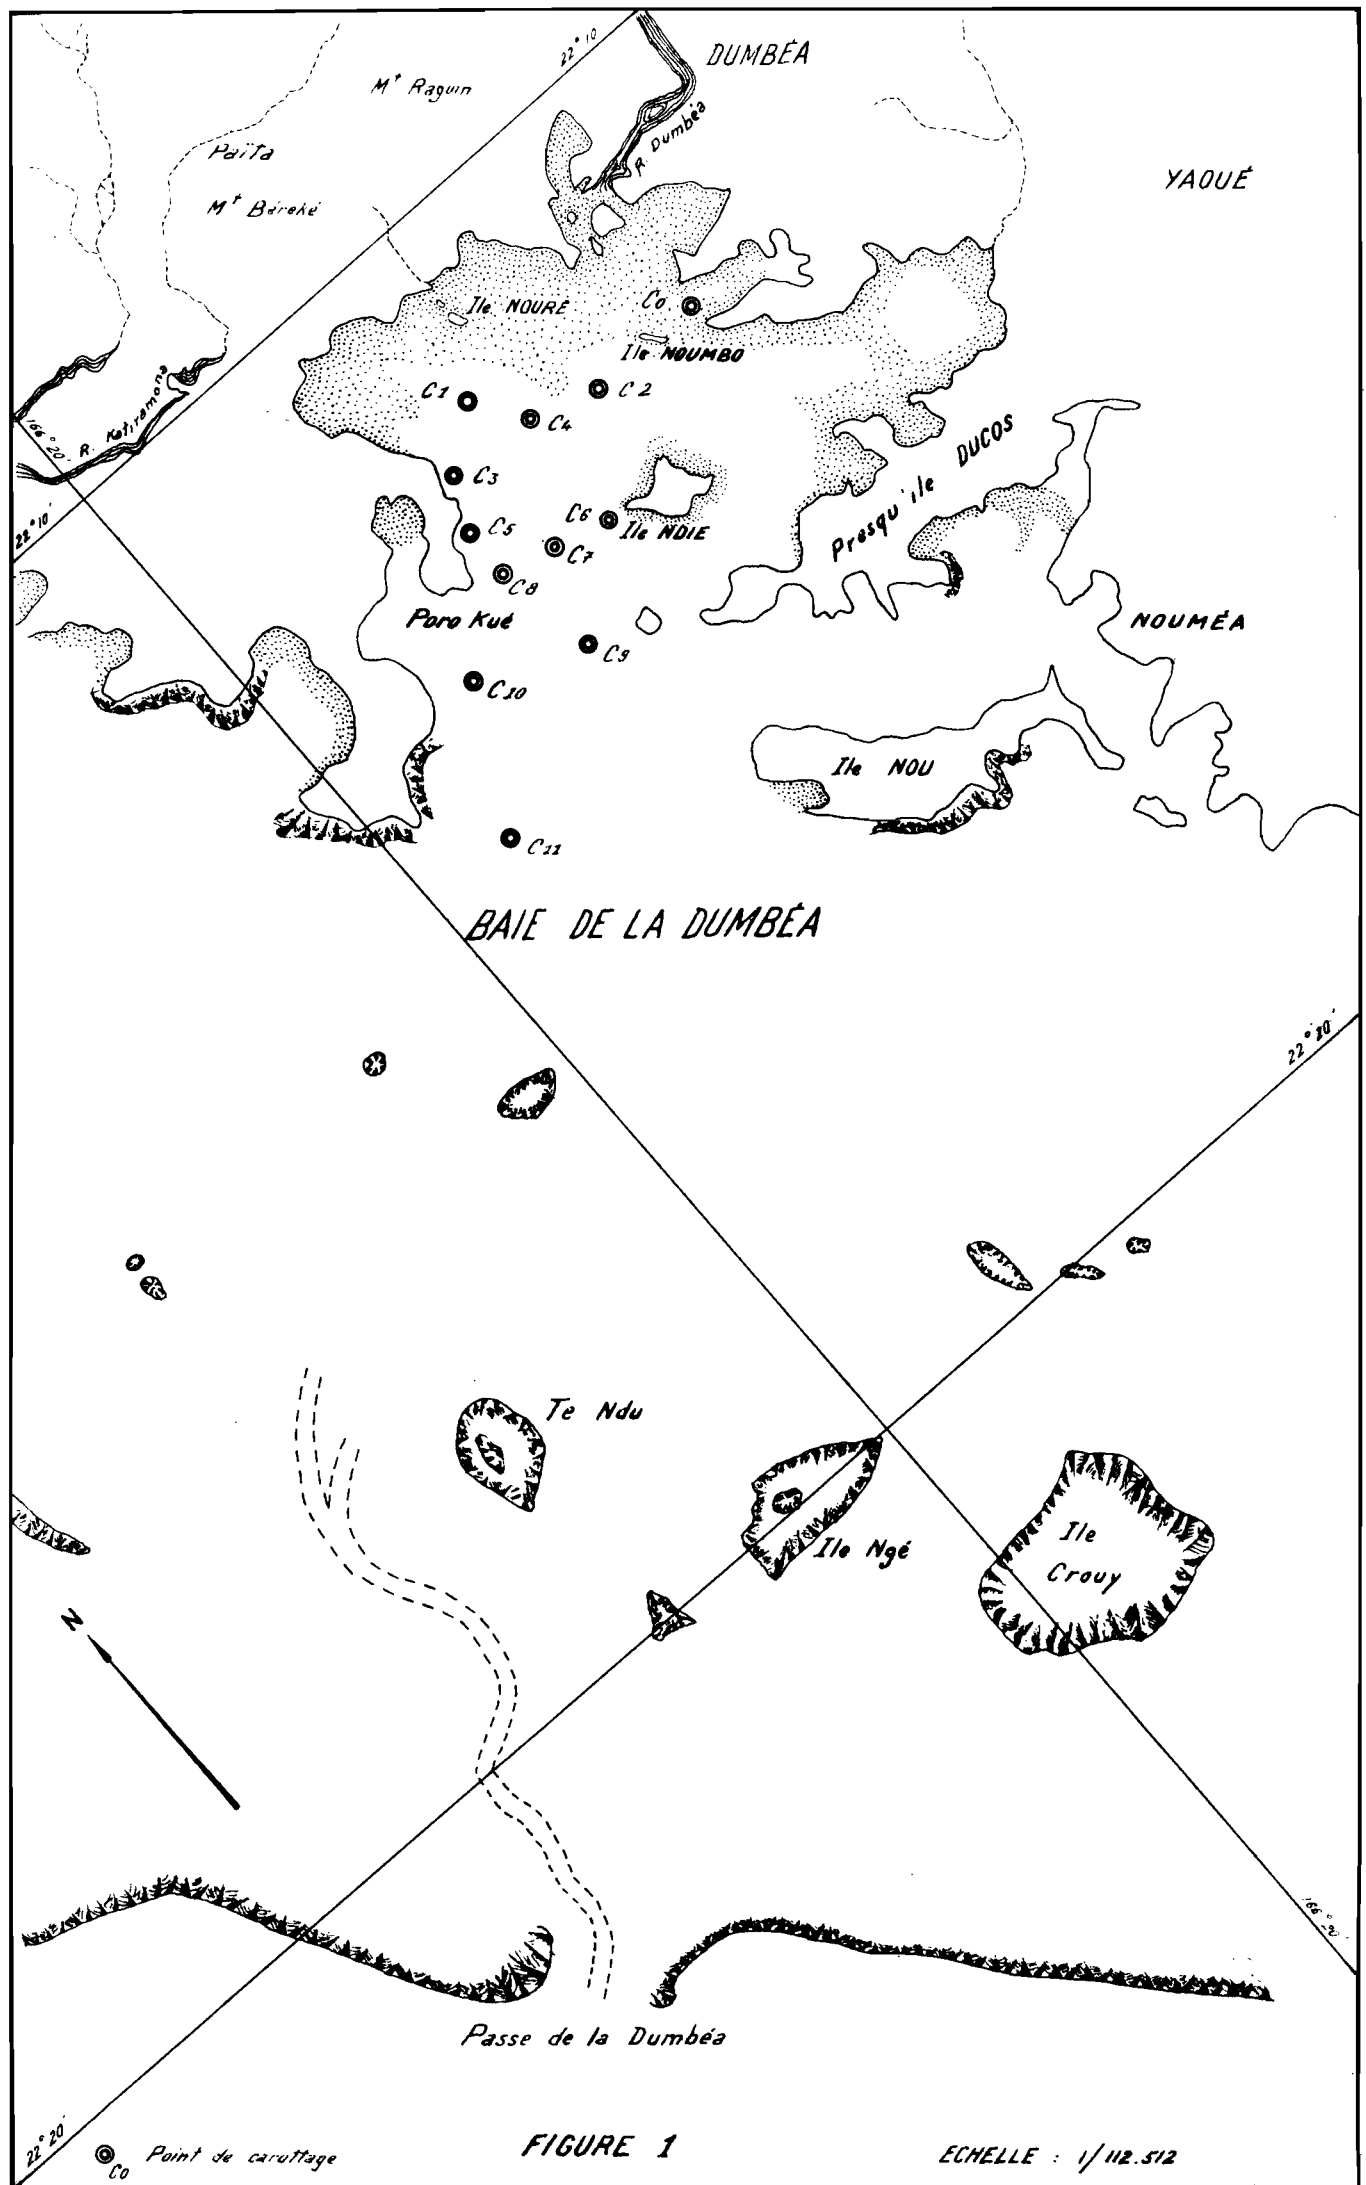 22° 10
DUMBÉA
Mt Raguin
R. Dumbéa
Païta
YAOUÉ
Mt Béreké
Ile NOURÉ
Co
Ile NOUMBO
C1
C2
C4
R. Katiramona
166° 20'
Presqu'ile DUCOS
C3
C6
Ile NDIE
C5
22° 10'
C7
C8
Poro Kué
NOUMÉA
C9
C10
Ile NOU
C11
BAIE DE LA DUMBÉA
22° 20'
Te Ndu
Ile Ngé
Ile
Crouy
N
166° 20'
Passe de la Dumbéa
22° 20'
Co Point de carottage
FIGURE 1
ECHELLE : 1/112.512